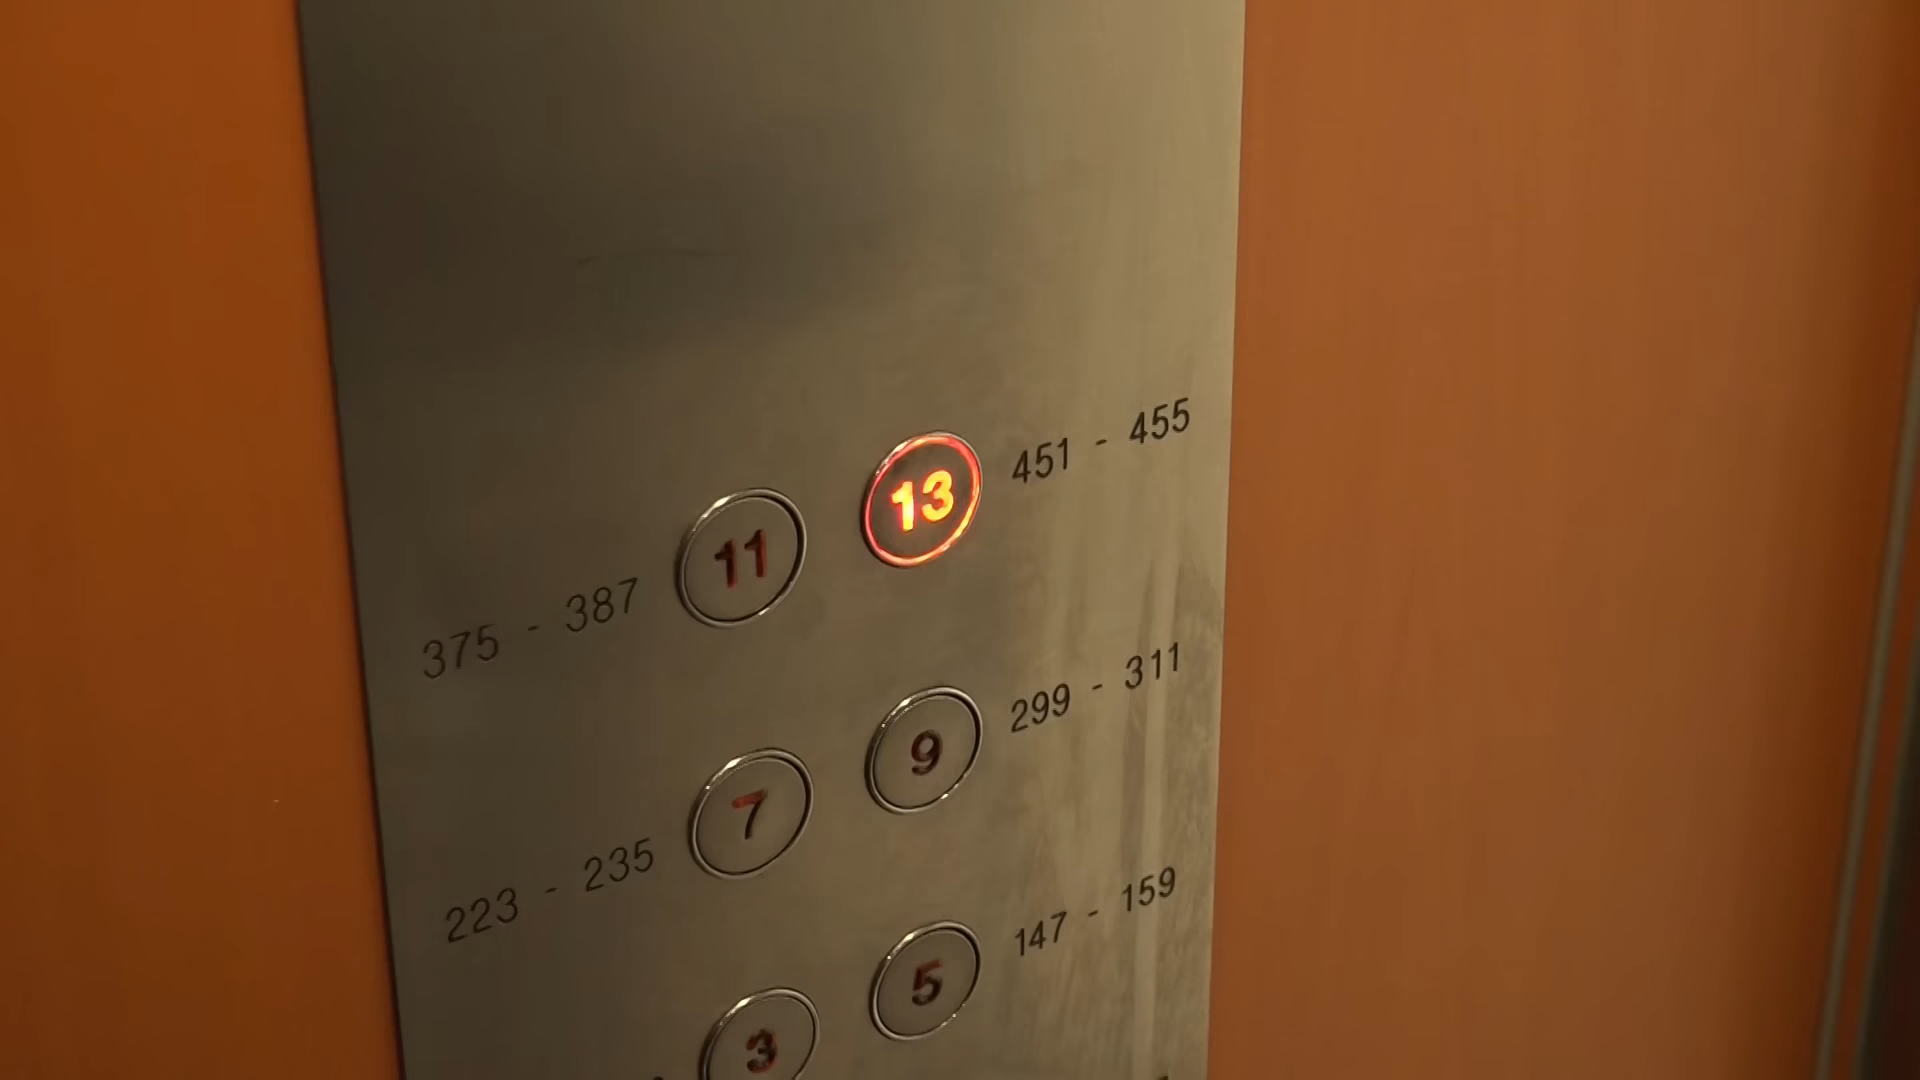 13 451 - 455
375 - 387 11
9 299 - 311
223 - 235 7
5 147 - 159
3